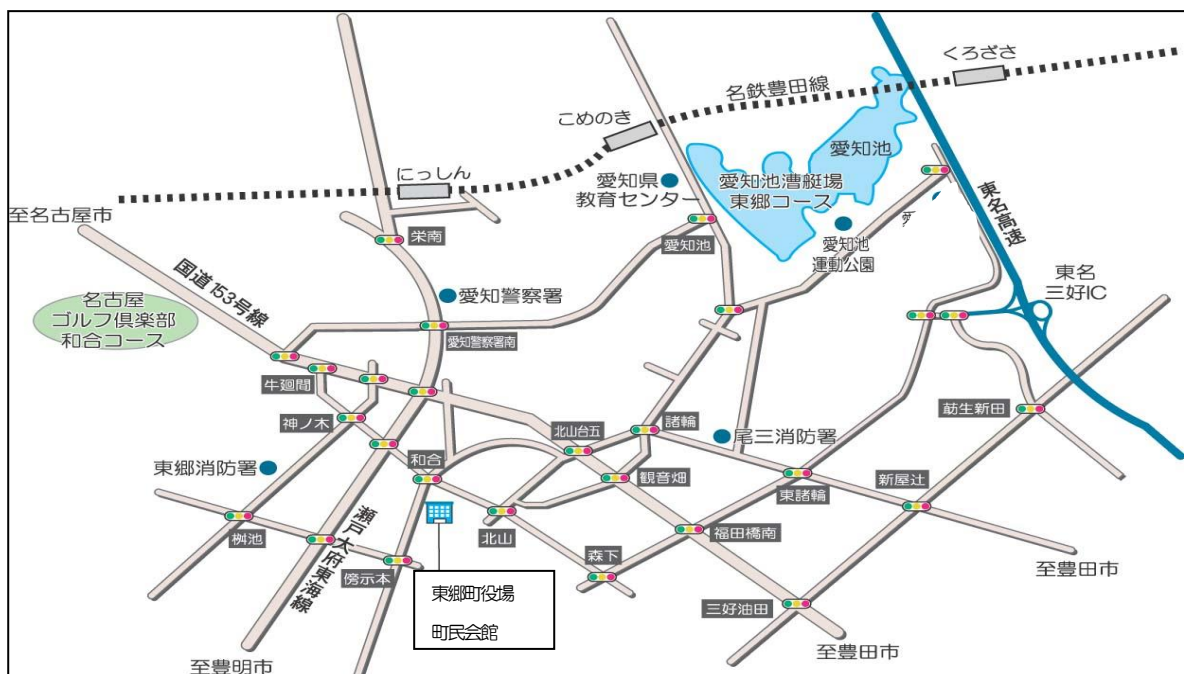 くろざさ
名鉄豊田線
こめのき
愛知池
にっしん
愛知県
教育センター
愛知池漕艇場
東郷コース
至名古屋市
栄南
愛知池
愛知池
運動公園
東名高速
国道153号線
愛知警察署
東名
三好IC
名古屋
ゴルフ倶楽部
和合コース
愛知警察署南
牛廻間
神ノ木
北山台五
諸輪
尾三消防署
莇生新田
東郷消防署
和合
観音畑
東諸輪
新屋辻
桝池
瀬戸大府東海線
北山
福田橋南
傍示本
森下
至豊田市
東郷町役場
町民会館
三好油田
至豊明市
至豊田市